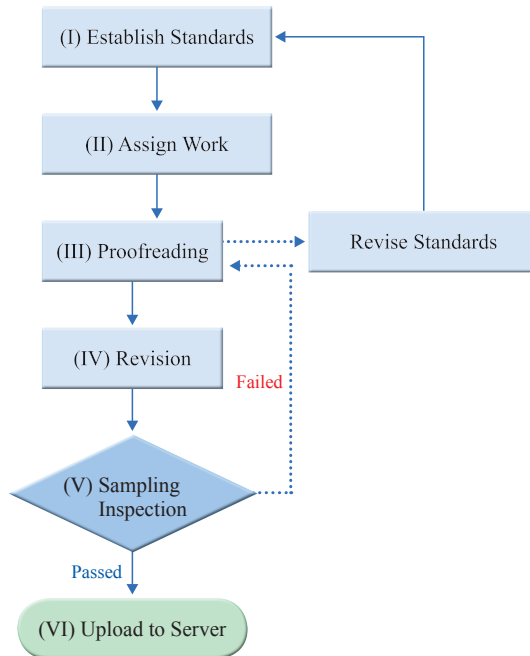 (I) Establish Standards
(II) Assign Work
(III) Proofreading
Revise Standards
(IV) Revision
Failed
(V) Sampling
Inspection
Passed
(VI) Upload to Server